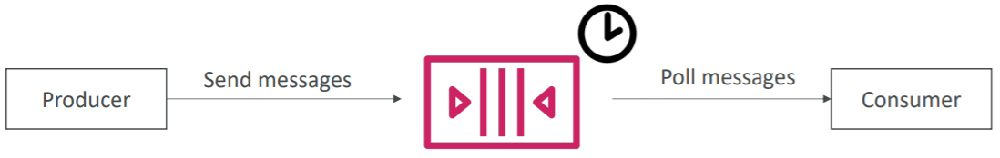 Producer
Send messages
Poll messages
Consumer